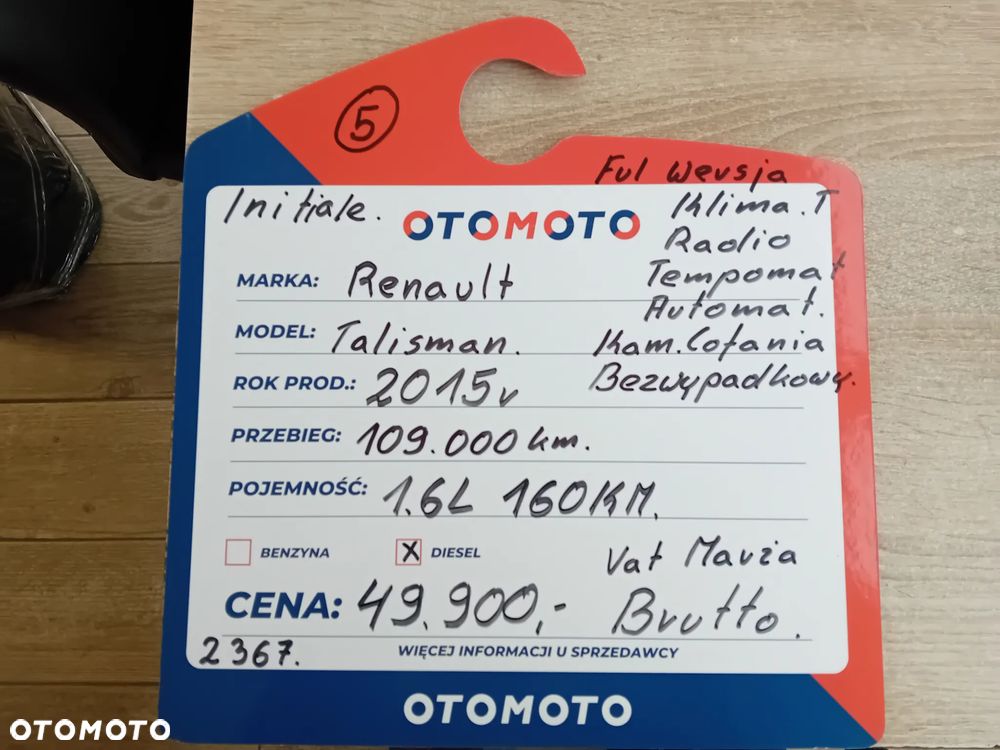 5
Ful wersja
Initiale.
OTOMOTO
Klima.T
Radio
MARKA: Renault
Tempomat
Automat.
MODEL: Talisman.
Kam.Cofania
ROK PROD.: 2015r
Bezwypadkowy.
PRZEBIEG: 109.000 km.
POJEMNOŚĆ: 1.6L 160KM.
BENZYNA
X DIESEL
Vat Marża
CENA: 49.900,- Brutto.
2367.
WIĘCEJ INFORMACJI U SPRZEDAWCY
OTOMOTO
OTOMOTO